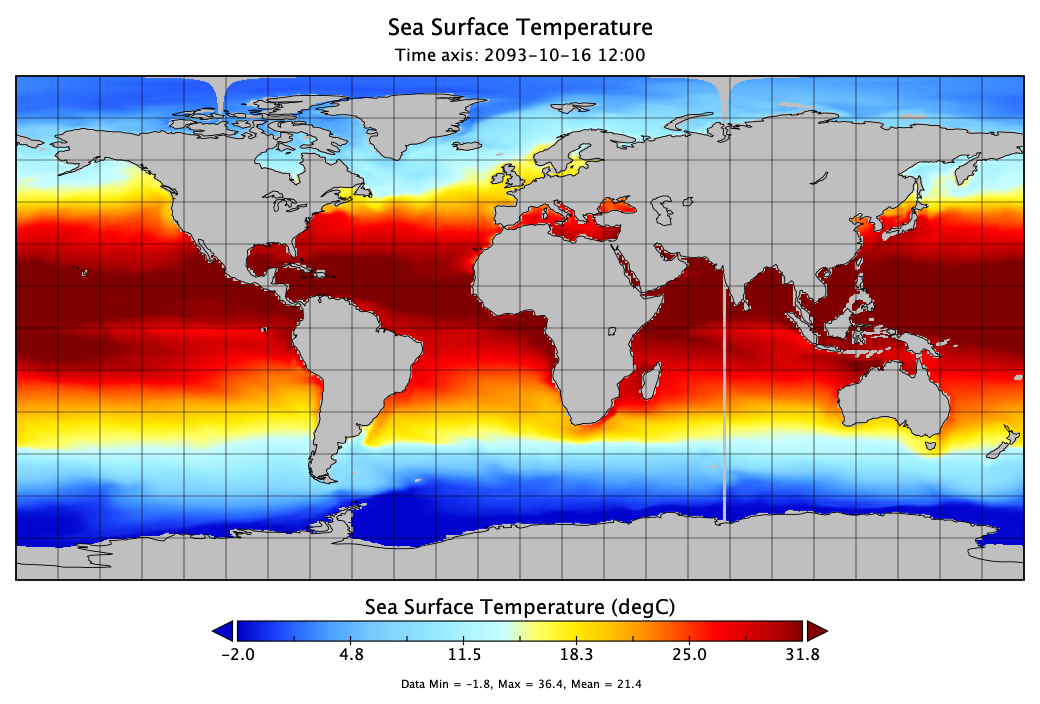 Sea Surface Temperature
Time axis: 2093-10-16 12:00
Sea Surface Temperature (degC)
-2.0 4.8 11.5 18.3 25.0 31.8
Data Min = -1.8, Max = 36.4, Mean = 21.4